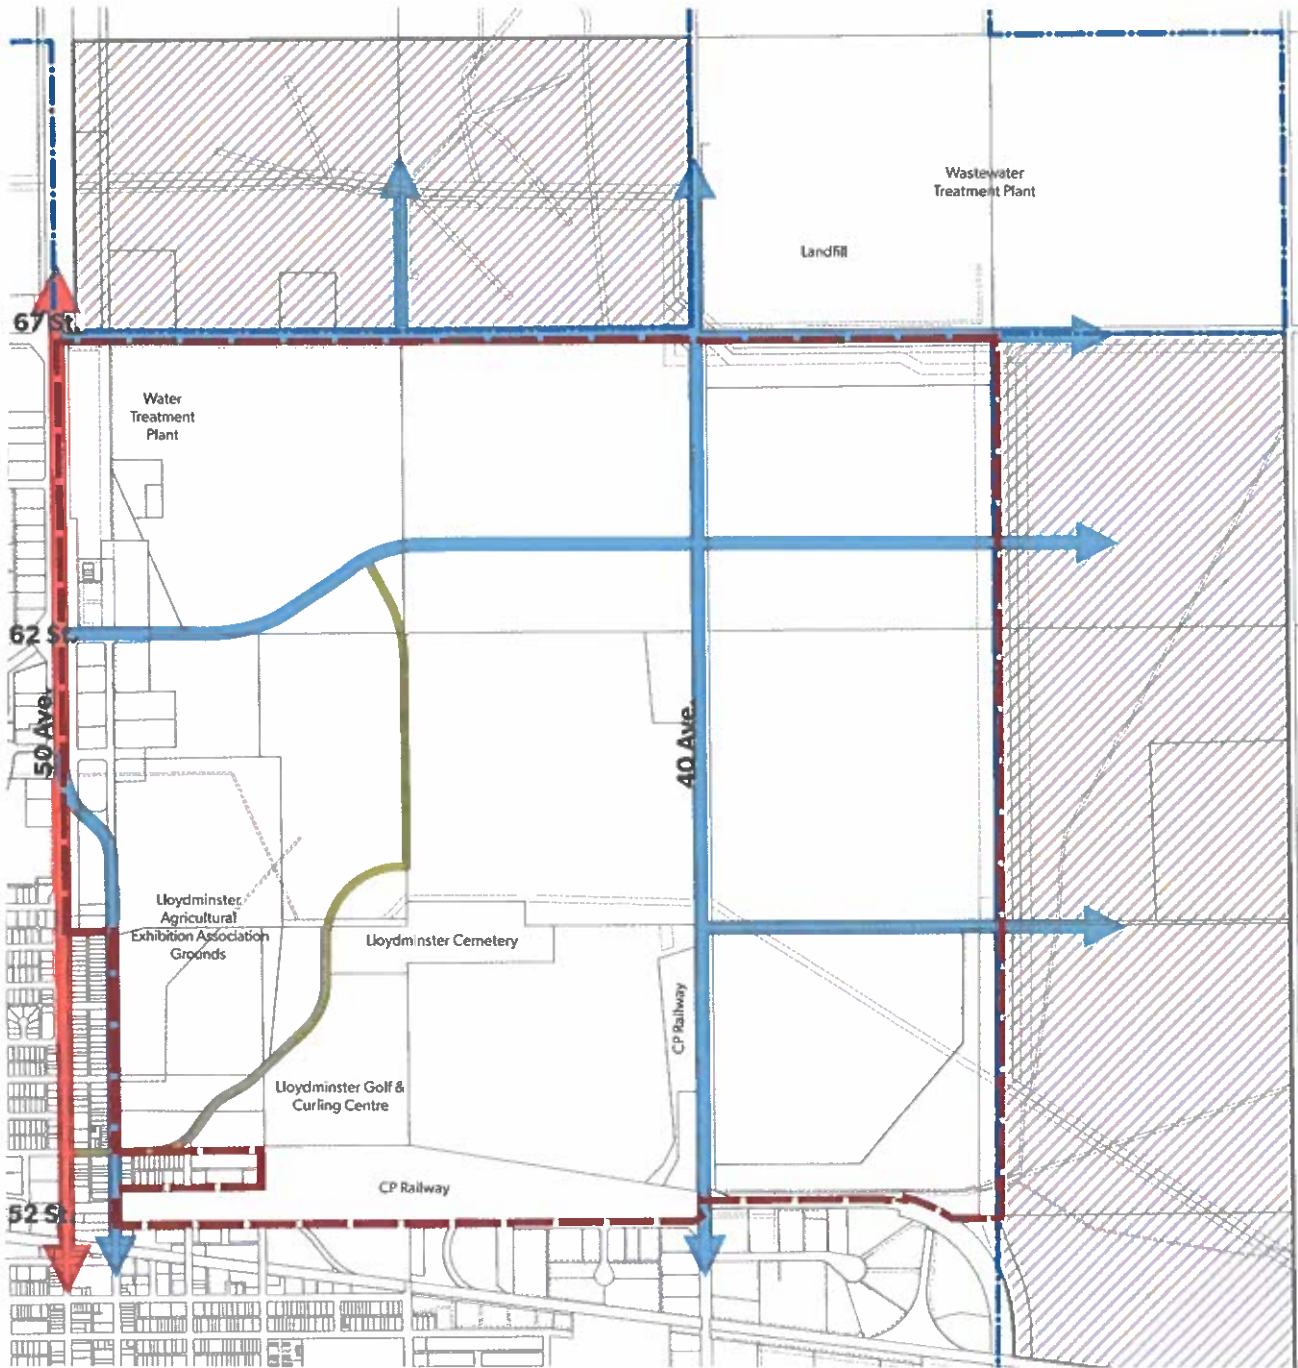 Wastewater
Treatment Plant
Landfill
67 St.
Water
Treatment
Plant
62 St.
50 Ave.
40 Ave.
Lloydminster
Agricultural
Exhibition Association
Grounds
Lloydminster Cemetery
CP Railway
Lloydminster Golf &
Curling Centre
CP Railway
52 St.